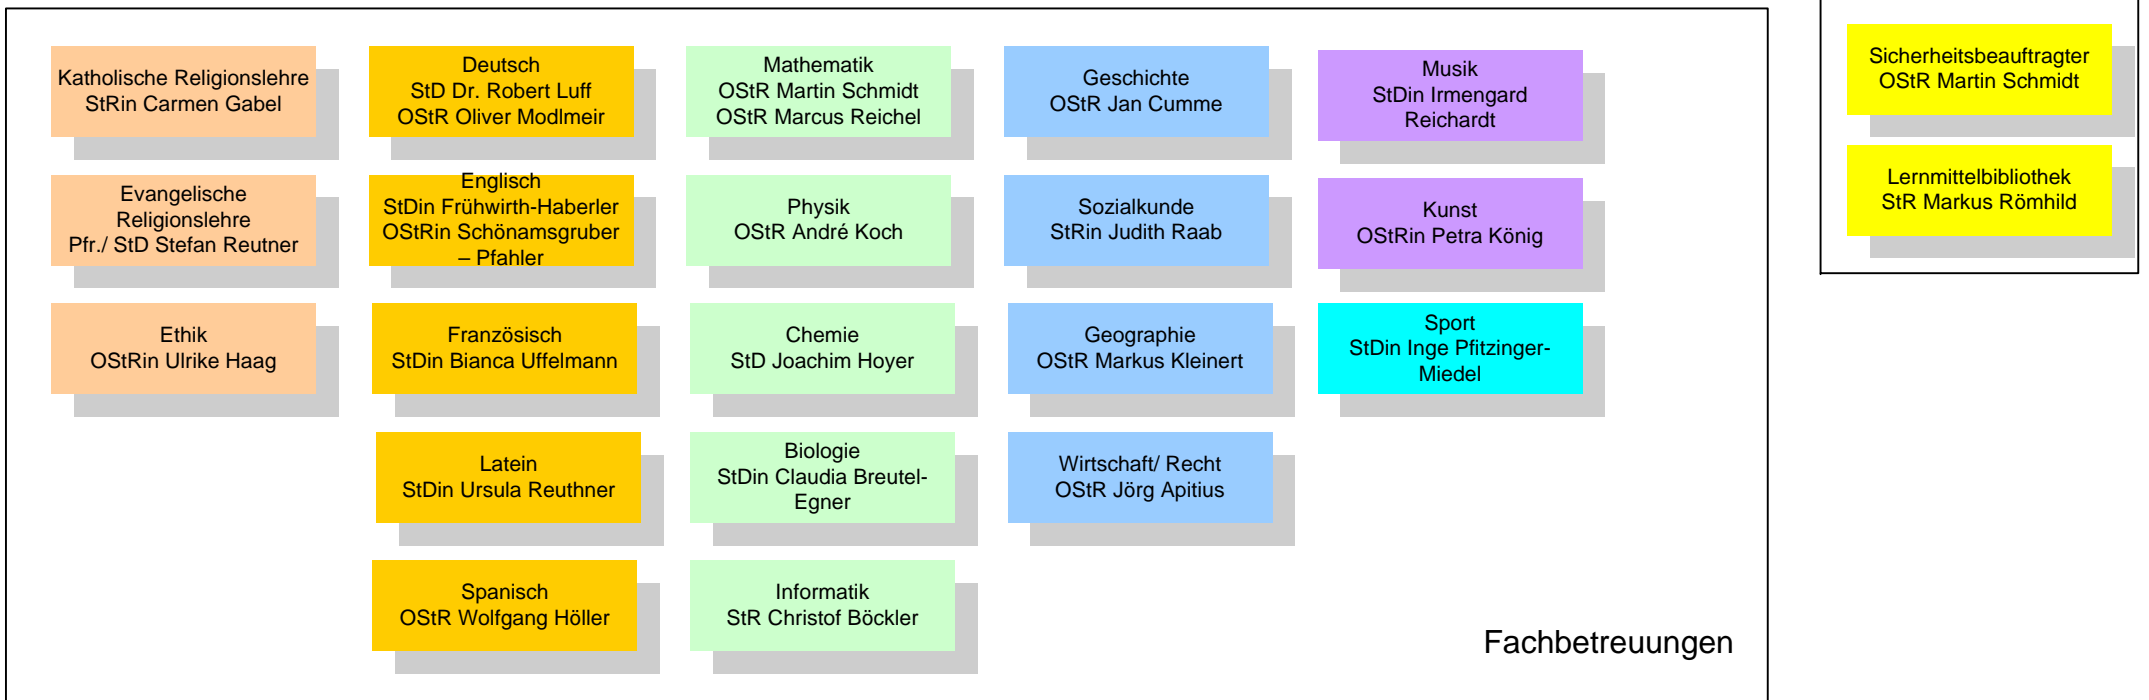 Katholische Religionslehre
StRin Carmen Gabel
Evangelische
Religionslehre
Pfr./ StD Stefan Reutner
Ethik
OStRin Ulrike Haag
Deutsch
StD Dr. Robert Luff
OStR Oliver Modlmeir
Englisch
StDin Frühwirth-Haberler
OStRin Schönamsgruber
– Pfahler
Französisch
StDin Bianca Uffelmann
Latein
StDin Ursula Reuthner
Spanisch
OStR Wolfgang Höller
Mathematik
OStR Martin Schmidt
OStR Marcus Reichel
Physik
OStR André Koch
Chemie
StD Joachim Hoyer
Biologie
StDin Claudia Breutel-
Egner
Informatik
StR Christof Böckler
Geschichte
OStR Jan Cumme
Sozialkunde
StRin Judith Raab
Geographie
OStR Markus Kleinert
Wirtschaft/ Recht
OStR Jörg Apitius
Musik
StDin Irmengard
Reichardt
Kunst
OStRin Petra König
Sport
StDin Inge Pfitzinger-
Miedel
Fachbetreuungen
Sicherheitsbeauftragter
OStR Martin Schmidt
Lernmittelbibliothek
StR Markus Römhild